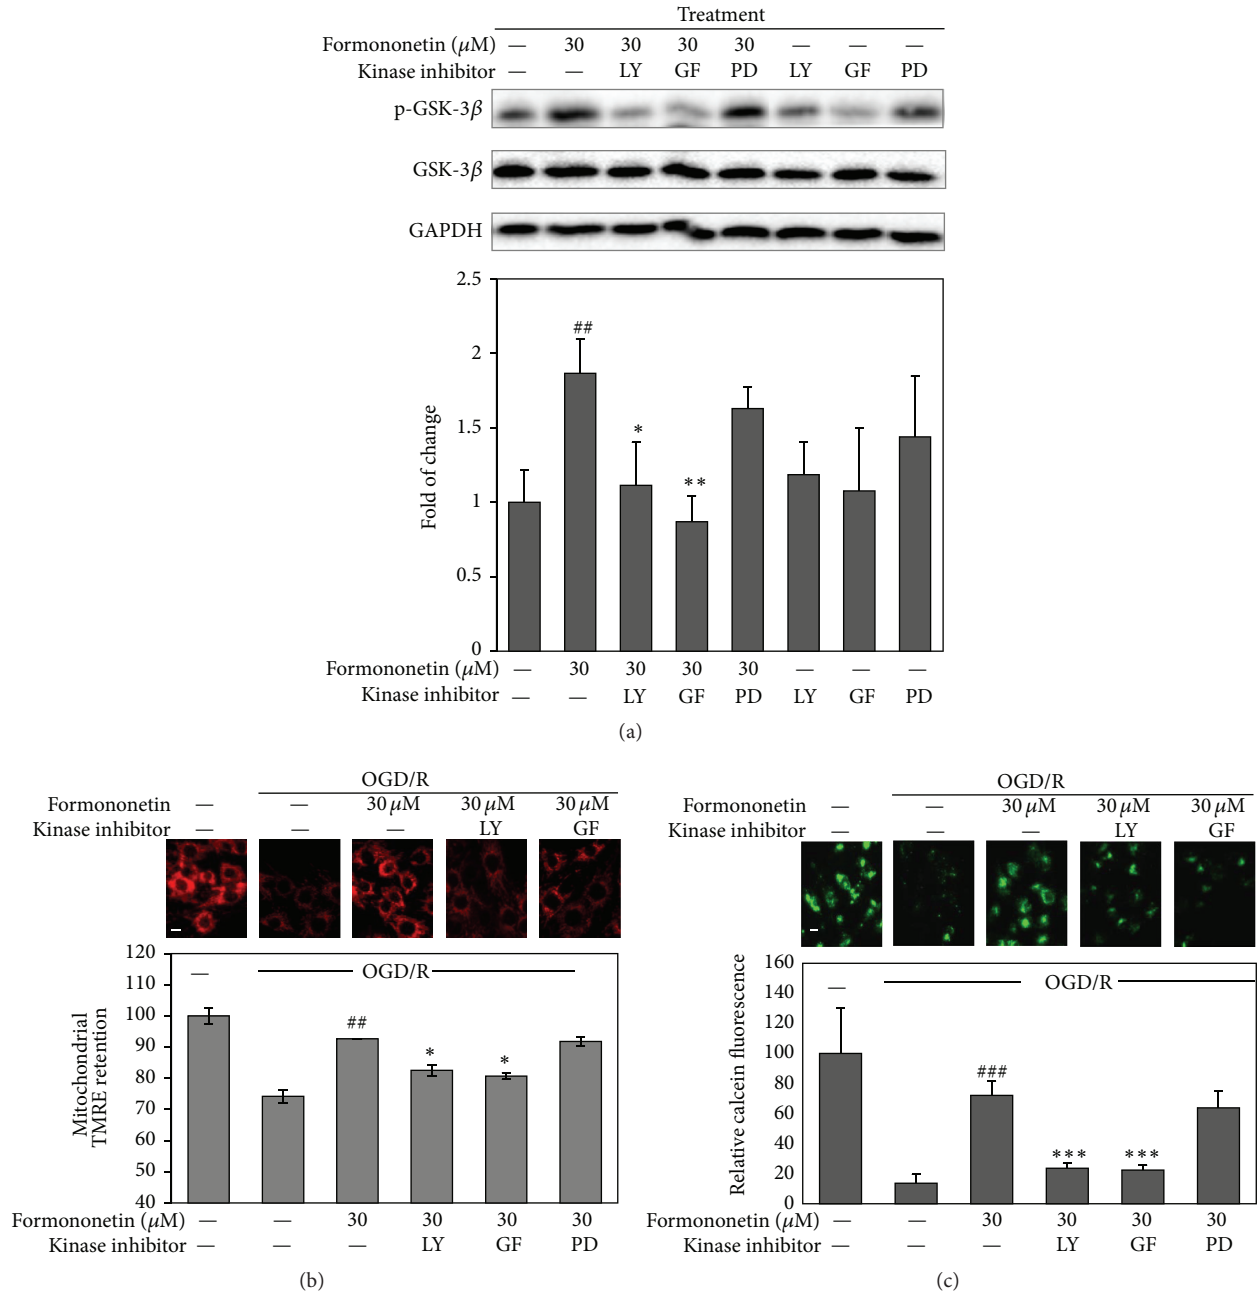 Treatment
Formononetin (μM) — 30 30 30 30 — — —
Kinase inhibitor — — LY GF PD LY GF PD
p-GSK-3β
GSK-3β
GAPDH
2.5
2
1.5
1
0.5
0
Fold of change
##
*
**
Formononetin (μM) — 30 30 30 30 — — —
Kinase inhibitor — — LY GF PD LY GF PD
(a)
OGD/R
Formononetin — — 30 μM 30 μM 30 μM
Kinase inhibitor — — — LY GF
120
110
100
90
80
70
60
50
40
Mitochondrial
TMRE retention
— OGD/R
##
*
*
Formononetin (μM) — — 30 30 30 30
Kinase inhibitor — — — LY GF PD
(b)
OGD/R
Formononetin — — 30 μM 30 μM 30 μM
Kinase inhibitor — — — LY GF
160
140
120
100
80
60
40
20
0
Relative calcein fluorescence
— OGD/R
###
***
***
Formononetin (μM) — — 30 30 30 30
Kinase inhibitor — — — LY GF PD
(c)